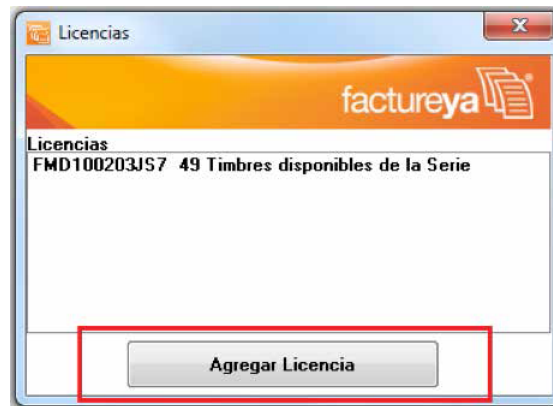 Licencias
factureya
Licencias
FMD100203JS7 49 Timbres disponibles de la Serie
Agregar Licencia